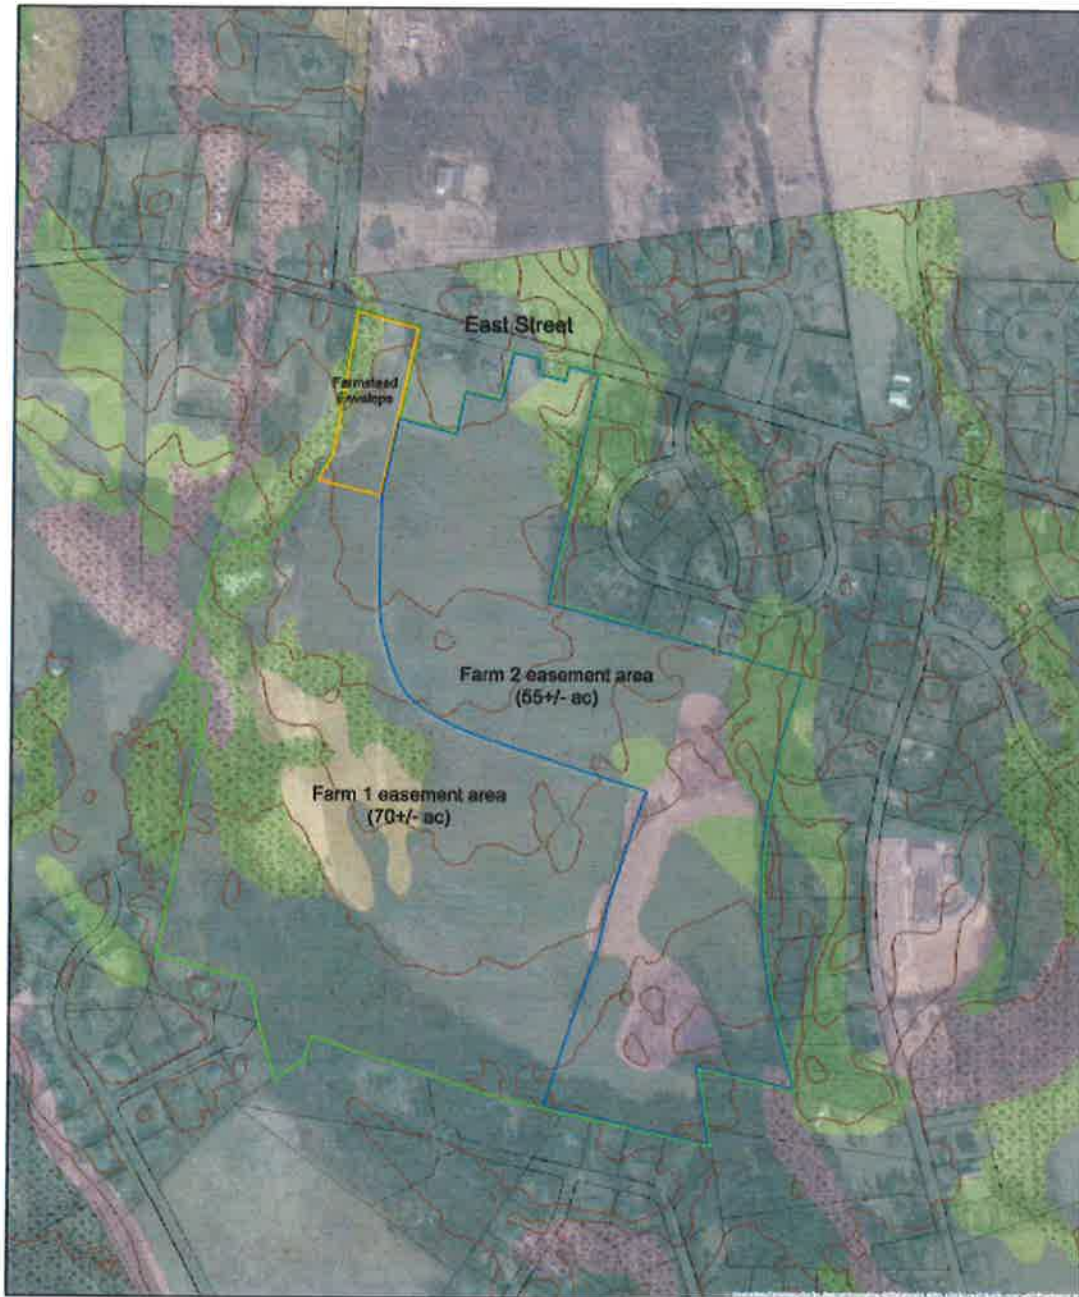 East Street
Farmstead
Envelope
Farm 2 easement area
(55+/- ac)
Farm 1 easement area
(70+/- ac)